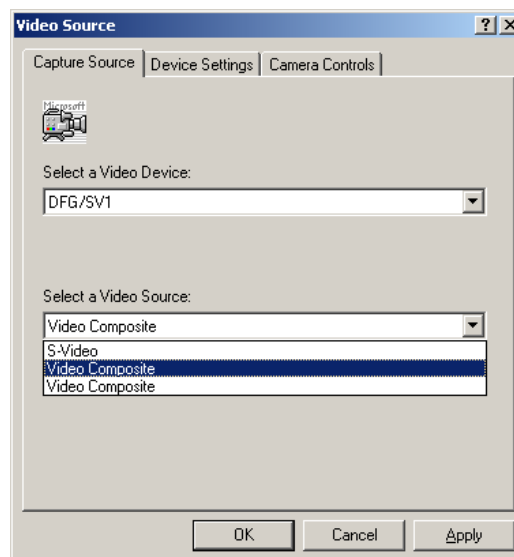 Video Source
Capture Source Device Settings Camera Controls
Microsoft
Select a Video Device:
DFG/SV1
Select a Video Source:
Video Composite
S-Video
Video Composite
Video Composite
OK Cancel Apply